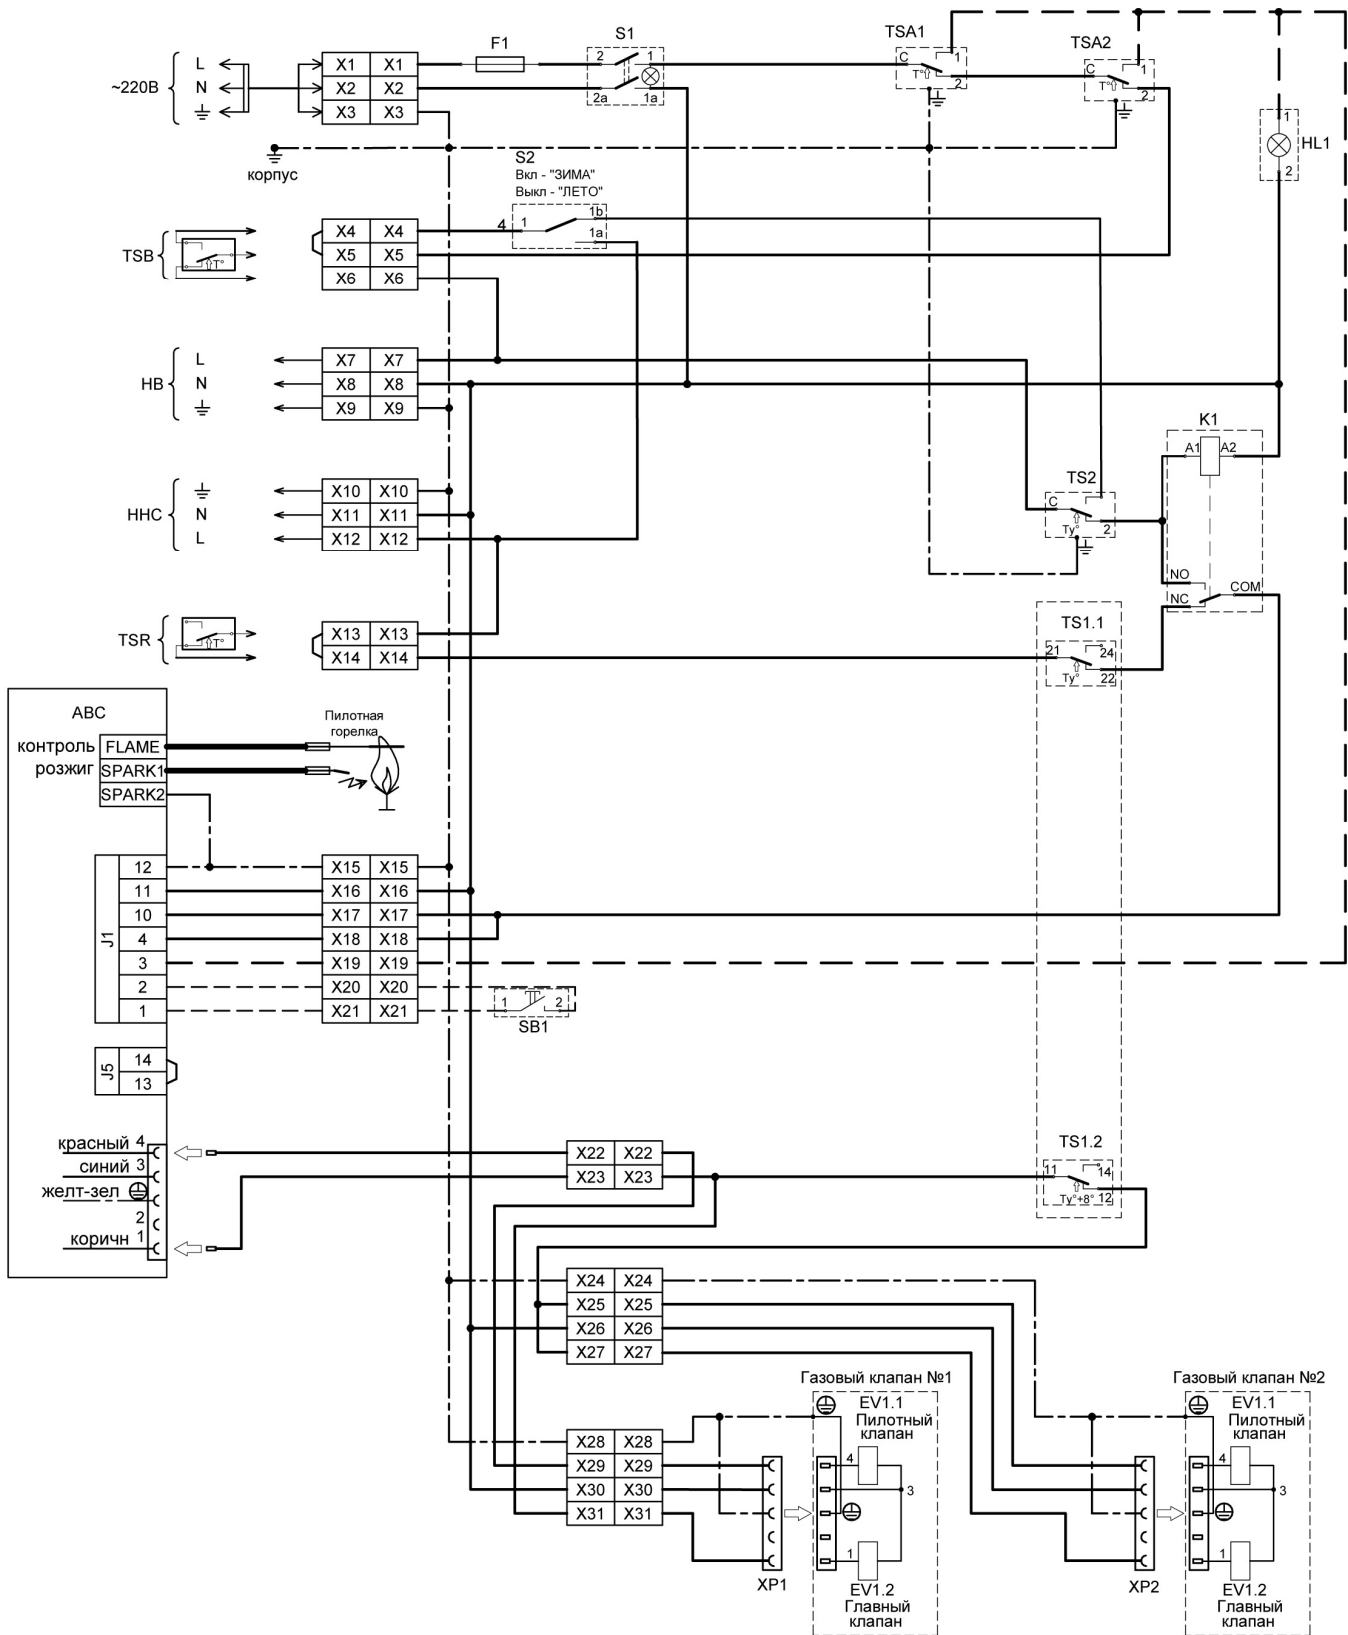 F1
S1
TSA1
TSA2
~220В
L
N
X1 X1
X2 X2
X3 X3
2 1
2a 1a
C 1
T°
2
C 1
T°
2
1
HL1
2
корпус
S2
Вкл - "ЗИМА"
Выкл - "ЛЕТО"
TSB
T°
X4 X4
X5 X5
X6 X6
4 1 1b
1a
НВ
L
N
X7 X7
X8 X8
X9 X9
K1
A1 A2
NO
NC
COM
TS2
C
Ty°
2
ННС
N
L
X10 X10
X11 X11
X12 X12
TSR
T°
X13 X13
X14 X14
TS1.1
21 24
Ty° 22
АВС
контроль FLAME
розжиг SPARK1
SPARK2
Пилотная
горелка
J1
12 X15 X15
11 X16 X16
10 X17 X17
4 X18 X18
3 X19 X19
2 X20 X20
1 X21 X21
1 2
SB1
J5
14
13
красный 4
синий 3
желт-зел
2
коричн 1
X22 X22
X23 X23
TS1.2
11 14
Ty°+8° 12
X24 X24
X25 X25
X26 X26
X27 X27
X28 X28
X29 X29
X30 X30
X31 X31
Газовый клапан №1
EV1.1
Пилотный
клапан
4
3
1
XP1
EV1.2
Главный
клапан
Газовый клапан №2
EV1.1
Пилотный
клапан
4
3
1
XP2
EV1.2
Главный
клапан